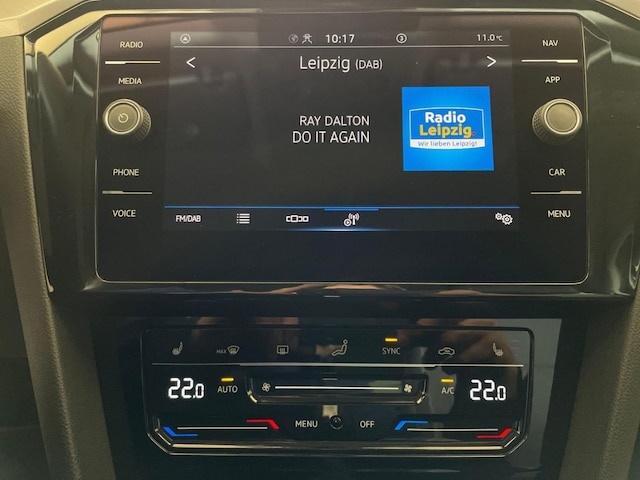 RADIO
MEDIA
PHONE
VOICE
10:17
3
11.0°C
< Leipzig (DAB) >
RAY DALTON
DO IT AGAIN
Radio
Leipzig
Wir lieben Leipzig!
FM/DAB
NAV
APP
CAR
MENU
MAX
SYNC
22.0
AUTO
A/C
22.0
MENU
OFF